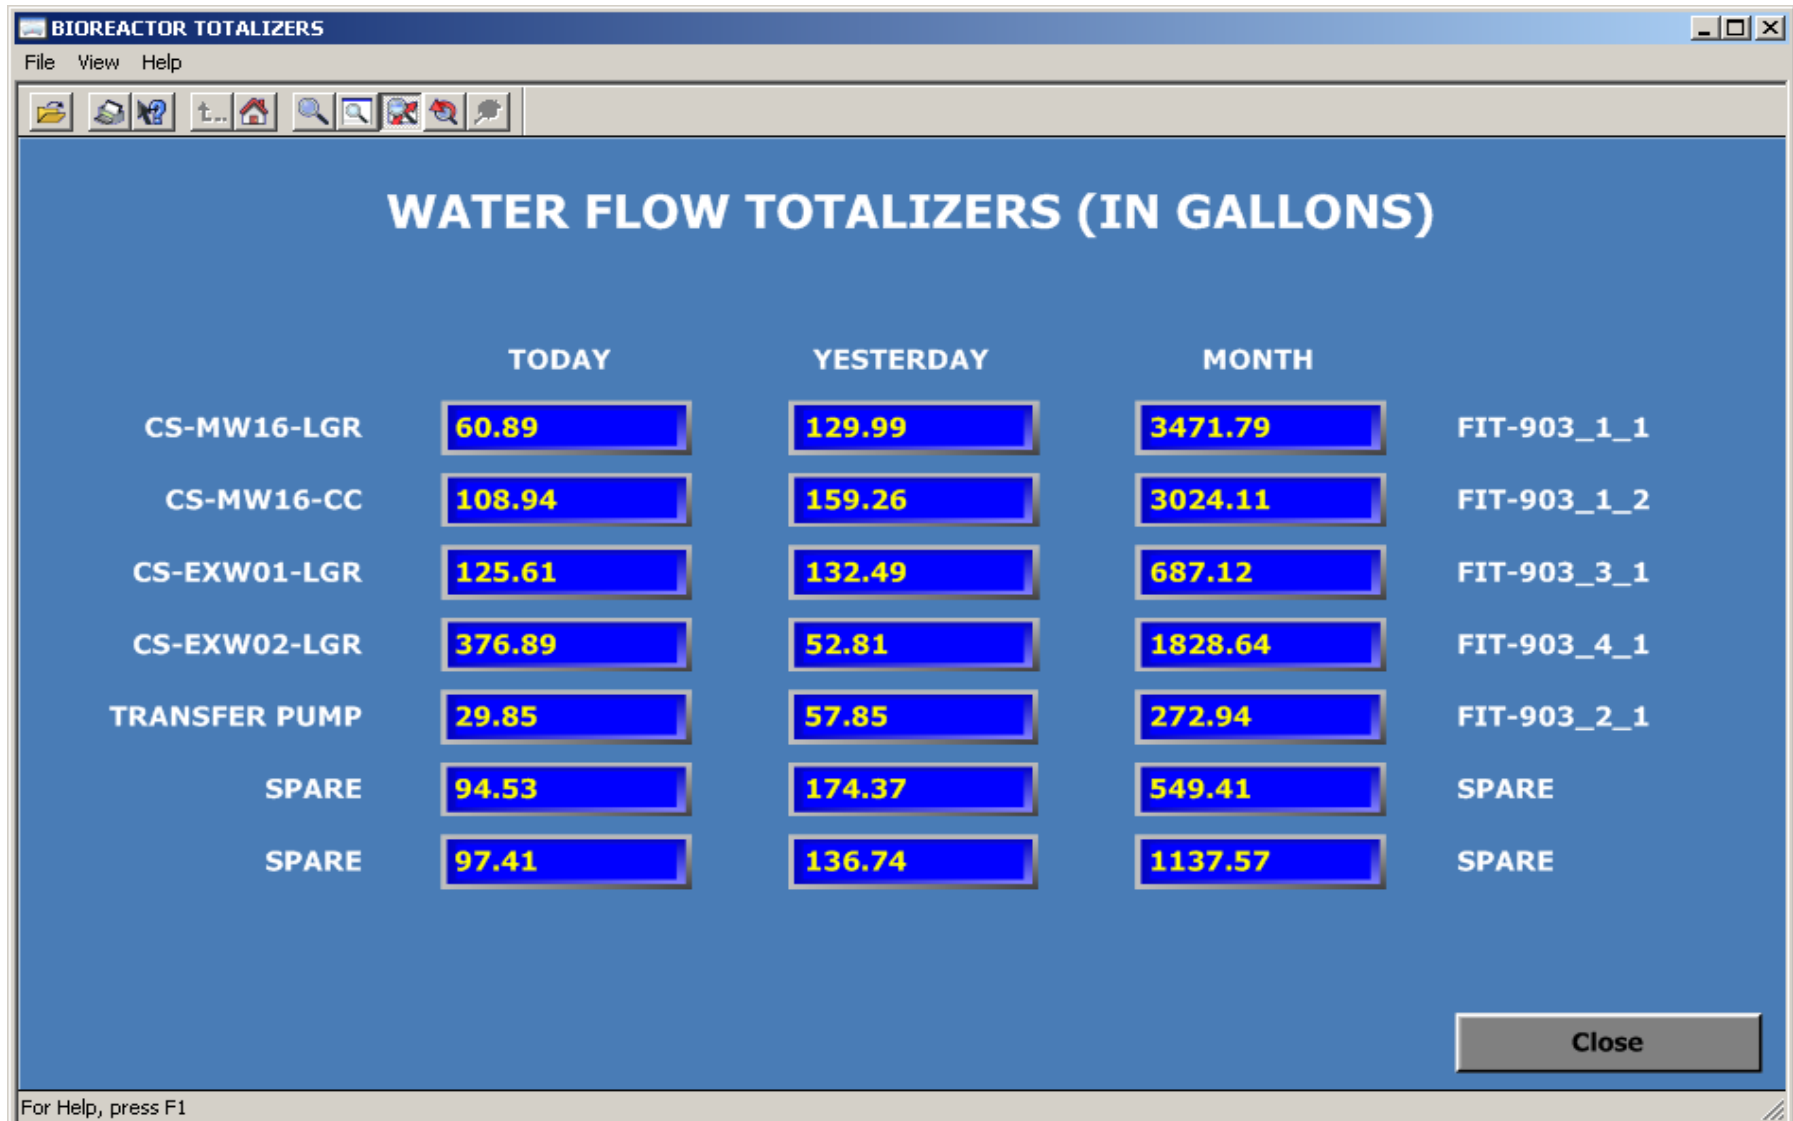 BIOREACTOR TOTALIZERS
File View Help
t..
WATER FLOW TOTALIZERS (IN GALLONS)
TODAY YESTERDAY MONTH
CS-MW16-LGR 60.89 129.99 3471.79 FIT-903_1_1
CS-MW16-CC 108.94 159.26 3024.11 FIT-903_1_2
CS-EXW01-LGR 125.61 132.49 687.12 FIT-903_3_1
CS-EXW02-LGR 376.89 52.81 1828.64 FIT-903_4_1
TRANSFER PUMP 29.85 57.85 272.94 FIT-903_2_1
SPARE 94.53 174.37 549.41 SPARE
SPARE 97.41 136.74 1137.57 SPARE
Close
For Help, press F1